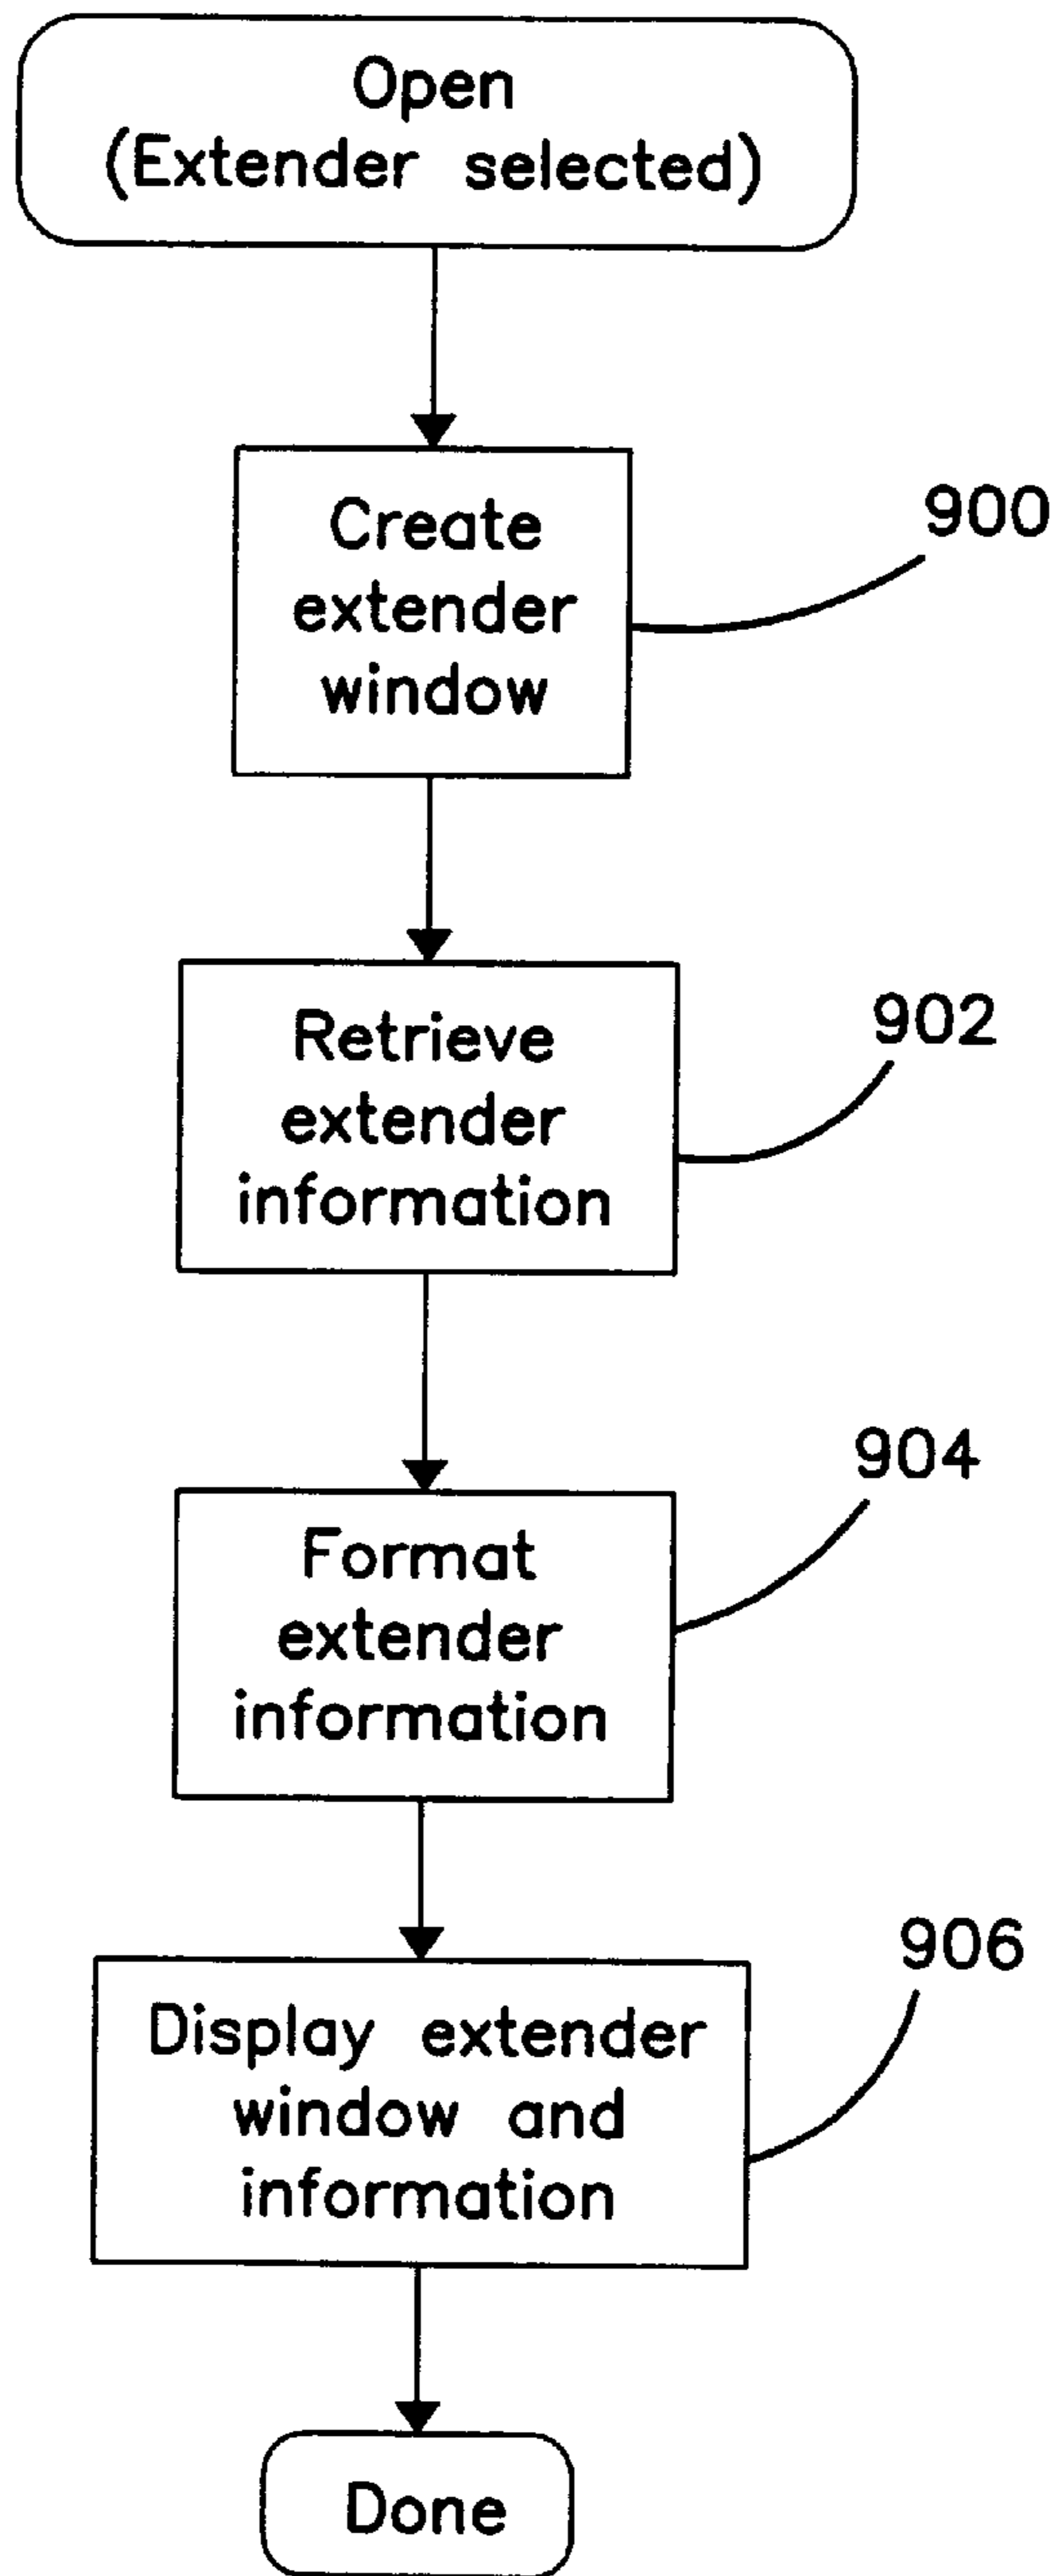 Open
(Extender selected)
Create
extender
window
900
Retrieve
extender
information
902
Format
extender
information
904
Display extender
window and
information
906
Done